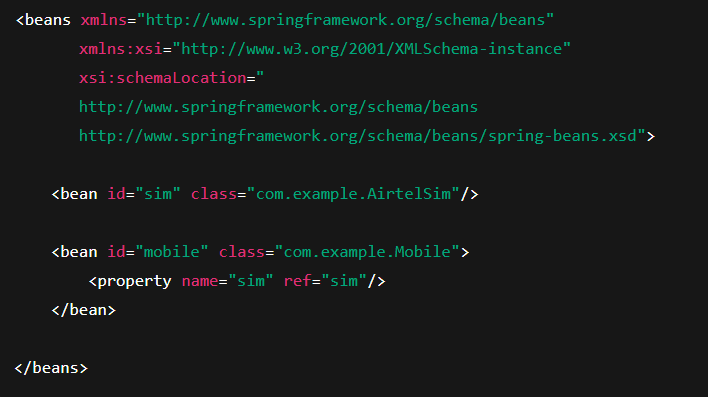 <beans xmlns="http://www.springframework.org/schema/beans"
       xmlns:xsi="http://www.w3.org/2001/XMLSchema-instance"
       xsi:schemaLocation="
       http://www.springframework.org/schema/beans
       http://www.springframework.org/schema/beans/spring-beans.xsd">
    <bean id="sim" class="com.example.AirtelSim"/>
    <bean id="mobile" class="com.example.Mobile">
        <property name="sim" ref="sim"/>
    </bean>
</beans>